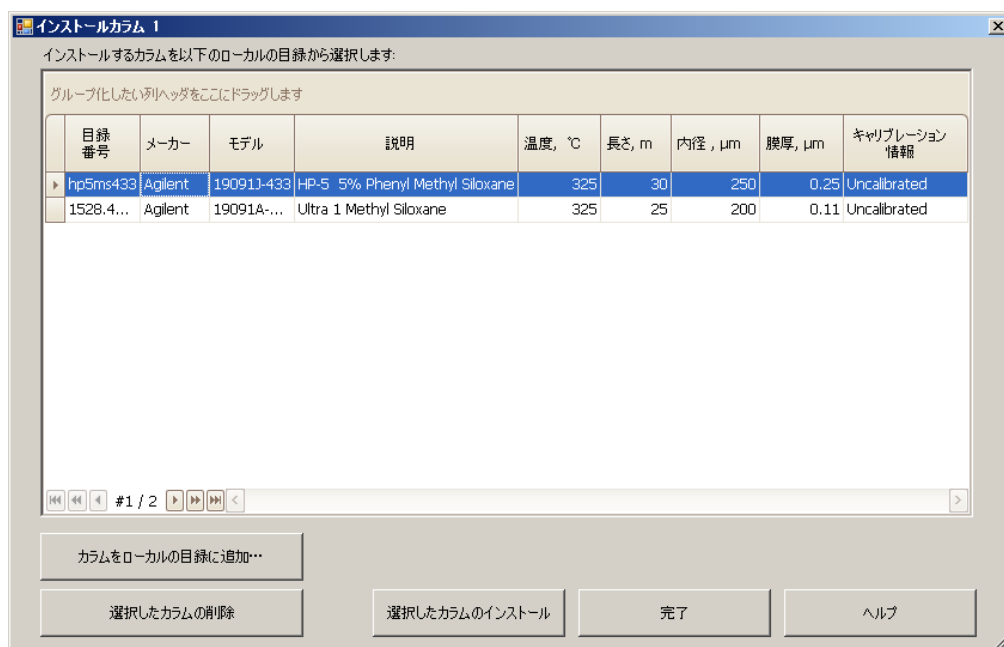 インストールカラム 1
インストールするカラムを以下のローカルの目録から選択します:
グループ化したい列ヘッダをここにドラッグします
目録番号 メーカー モデル 説明 温度, ℃ 長さ, m 内径 , μm 膜厚, μm キャリブレーション情報
hp5ms433 Agilent 19091J-433 HP-5 5% Phenyl Methyl Siloxane 325 30 250 0.25 Uncalibrated
1528.4... Agilent 19091A-... Ultra 1 Methyl Siloxane 325 25 200 0.11 Uncalibrated
#1 / 2
カラムをローカルの目録に追加…
選択したカラムの削除 選択したカラムのインストール 完了 ヘルプ